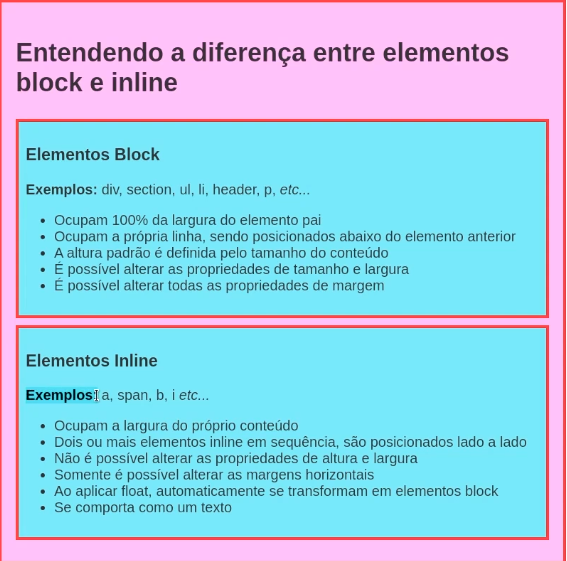 Entendendo a diferença entre elementos
block e inline
Elementos Block
Exemplos: div, section, ul, li, header, p, etc...
• Ocupam 100% da largura do elemento pai
• Ocupam a própria linha, sendo posicionados abaixo do elemento anterior
• A altura padrão é definida pelo tamanho do conteúdo
• É possível alterar as propriedades de tamanho e largura
• É possível alterar todas as propriedades de margem
Elementos Inline
Exemplos: a, span, b, i etc...
• Ocupam a largura do próprio conteúdo
• Dois ou mais elementos inline em sequência, são posicionados lado a lado
• Não é possível alterar as propriedades de altura e largura
• Somente é possível alterar as margens horizontais
• Ao aplicar float, automaticamente se transformam em elementos block
• Se comporta como um texto